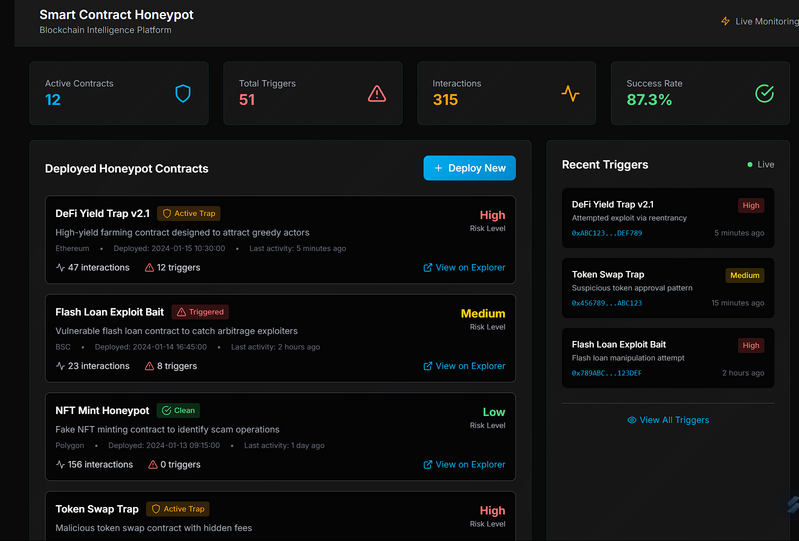 Smart Contract Honeypot
Blockchain Intelligence Platform
Live Monitoring
Active Contracts
12
Total Triggers
51
Interactions
315
Success Rate
87.3%
Deployed Honeypot Contracts
+ Deploy New
DeFi Yield Trap v2.1 Active Trap
High
High-yield farming contract designed to attract greedy actors
Risk Level
Ethereum • Deployed: 2024-01-15 10:30:00 • Last activity: 5 minutes ago
47 interactions 12 triggers View on Explorer
Flash Loan Exploit Bait Triggered
Medium
Vulnerable flash loan contract to catch arbitrage exploiters
Risk Level
BSC • Deployed: 2024-01-14 16:45:00 • Last activity: 2 hours ago
23 interactions 8 triggers View on Explorer
NFT Mint Honeypot Clean
Low
Fake NFT minting contract to identify scam operations
Risk Level
Polygon • Deployed: 2024-01-13 09:15:00 • Last activity: 1 day ago
156 interactions 0 triggers View on Explorer
Token Swap Trap Active Trap
High
Malicious token swap contract with hidden fees
Risk Level
Recent Triggers
Live
DeFi Yield Trap v2.1 High
Attempted exploit via reentrancy
0xABC123...DEF789 5 minutes ago
Token Swap Trap Medium
Suspicious token approval pattern
0x456789...ABC123 15 minutes ago
Flash Loan Exploit Bait High
Flash loan manipulation attempt
0x789ABC...123DEF 2 hours ago
View All Triggers